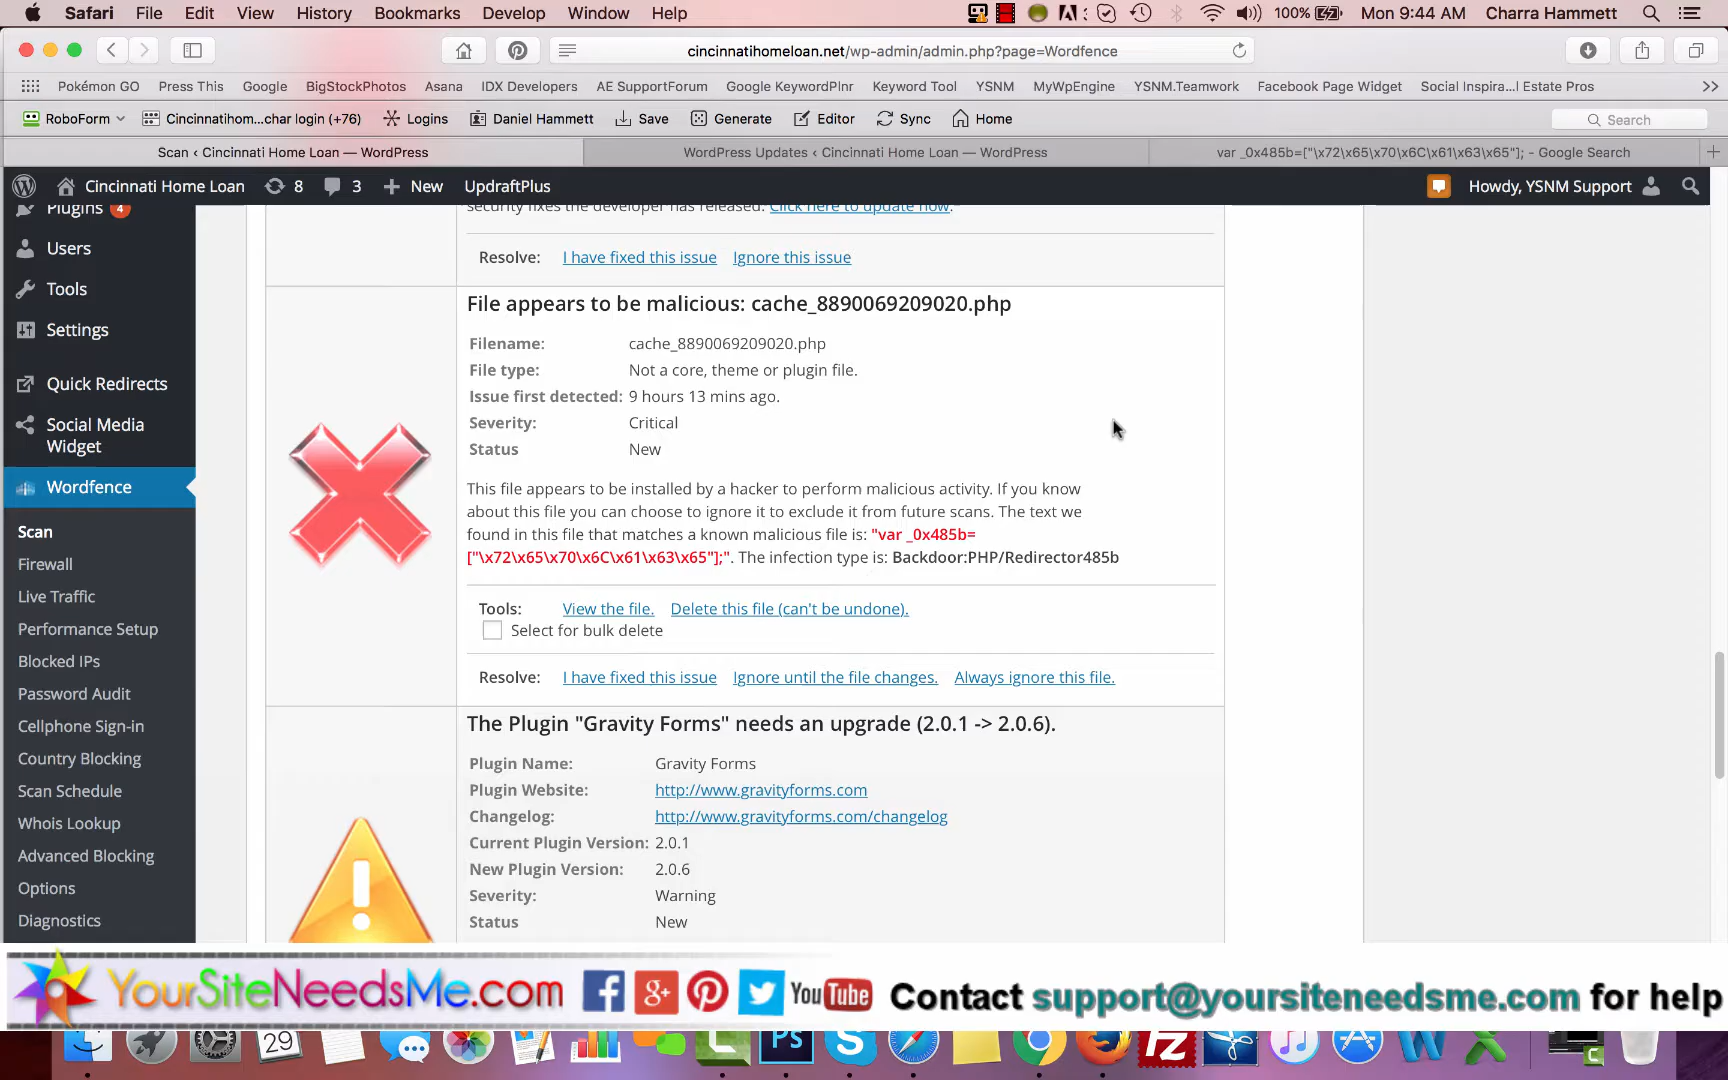 Safari File Edit View History Bookmarks Develop Window Help 100% Mon 9:44 AM Charra Hammett
cincinnatihomeloan.net/wp-admin/admin.php?page=Wordfence
Pokémon GO Press This Google BigStockPhotos Asana IDX Developers AE SupportForum Google KeywordPlnr Keyword Tool YSNM MyWpEngine YSNM.Teamwork Facebook Page Widget Social Inspira...l Estate Pros
RoboForm Cincinnatihom...char login (+76) Logins Daniel Hammett Save Generate Editor Sync Home Search
Scan ‹ Cincinnati Home Loan — WordPress WordPress Updates ‹ Cincinnati Home Loan — WordPress var _0x485b=["\x72\x65\x70\x6C\x61\x63\x65"]; - Google Search
Cincinnati Home Loan 8 3 New UpdraftPlus Howdy, YSNM Support
Plugins 4
Users
Tools
Settings
Quick Redirects
Social Media
Widget
Wordfence
Scan
Firewall
Live Traffic
Performance Setup
Blocked IPs
Password Audit
Cellphone Sign-in
Country Blocking
Scan Schedule
Whois Lookup
Advanced Blocking
Options
Diagnostics
security fixes the developer has released. Click here to update now.
Resolve: I have fixed this issue Ignore this issue
File appears to be malicious: cache_8890069209020.php
Filename: cache_8890069209020.php
File type: Not a core, theme or plugin file.
Issue first detected: 9 hours 13 mins ago.
Severity: Critical
Status New
This file appears to be installed by a hacker to perform malicious activity. If you know
about this file you can choose to ignore it to exclude it from future scans. The text we
found in this file that matches a known malicious file is: "var _0x485b=
["\x72\x65\x70\x6C\x61\x63\x65"];". The infection type is: Backdoor:PHP/Redirector485b
Tools: View the file. Delete this file (can't be undone).
Select for bulk delete
Resolve: I have fixed this issue Ignore until the file changes. Always ignore this file.
The Plugin "Gravity Forms" needs an upgrade (2.0.1 -> 2.0.6).
Plugin Name: Gravity Forms
Plugin Website: http://www.gravityforms.com
Changelog: http://www.gravityforms.com/changelog
Current Plugin Version: 2.0.1
New Plugin Version: 2.0.6
Severity: Warning
Status New
YourSiteNeedsMe.com You Tube Contact support@yoursiteneedsme.com for help
29 Ps